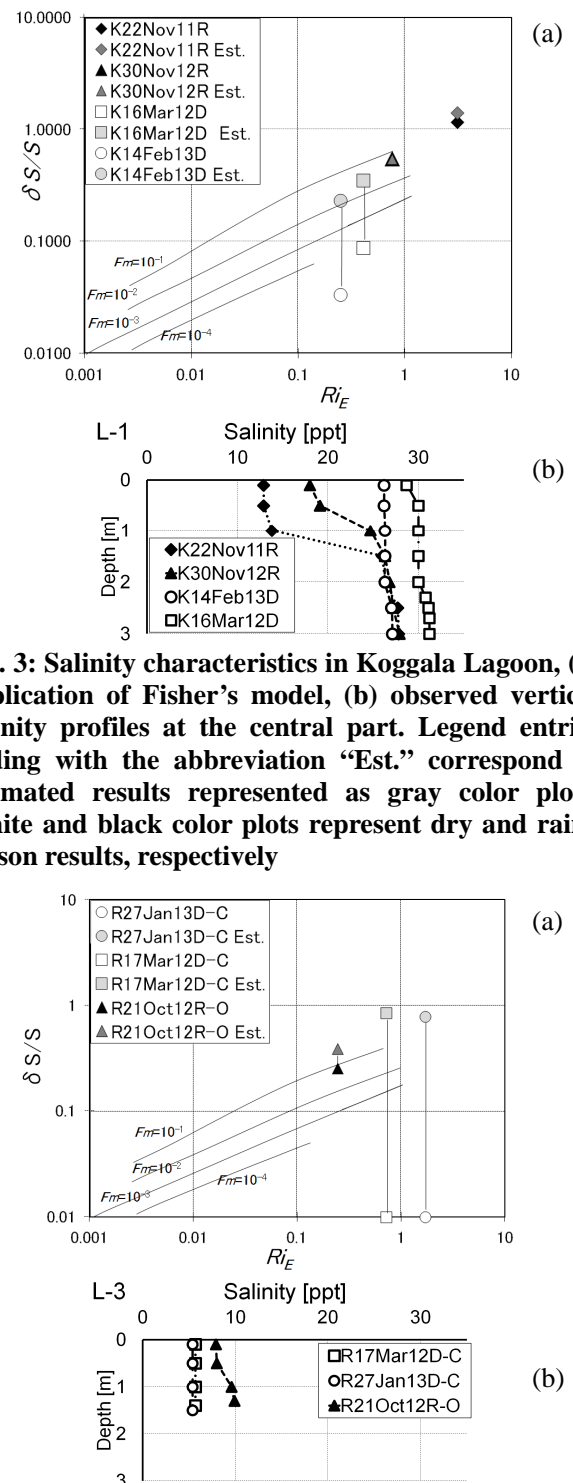 10.0000
1.0000
0.1000
0.0100
δ S/S
K22Nov11R
K22Nov11R Est.
K30Nov12R
K30Nov12R Est.
K16Mar12D
K16Mar12D Est.
K14Feb13D
K14Feb13D Est.
(a)
Fm=10⁻¹
Fm=10⁻²
Fm=10⁻³
Fm=10⁻⁴
0.001 0.01 0.1 1 10
Ri_E
L-1 Salinity [ppt]
(b)
0 10 20 30
0
1
2
3
Depth [m]
K22Nov11R
K30Nov12R
K14Feb13D
K16Mar12D
. 3: Salinity characteristics in Koggala Lagoon, (
plication of Fisher's model, (b) observed vertic
nity profiles at the central part. Legend entri
ding with the abbreviation “Est.” correspond
mated results represented as gray color plo
hite and black color plots represent dry and rai
son results, respectively
10
1
0.1
0.01
δ S/S
R27Jan13D-C
R27Jan13D-C Est.
R17Mar12D-C
R17Mar12D-C Est.
R21Oct12R-O
R21Oct12R-O Est.
(a)
Fm=10⁻¹
Fm=10⁻²
Fm=10⁻³
Fm=10⁻⁴
0.001 0.01 0.1 1 10
Ri_E
L-3 Salinity [ppt]
0 10 20 30
0
1
2
3
Depth [m]
R17Mar12D-C
R27Jan13D-C
R21Oct12R-O
(b)